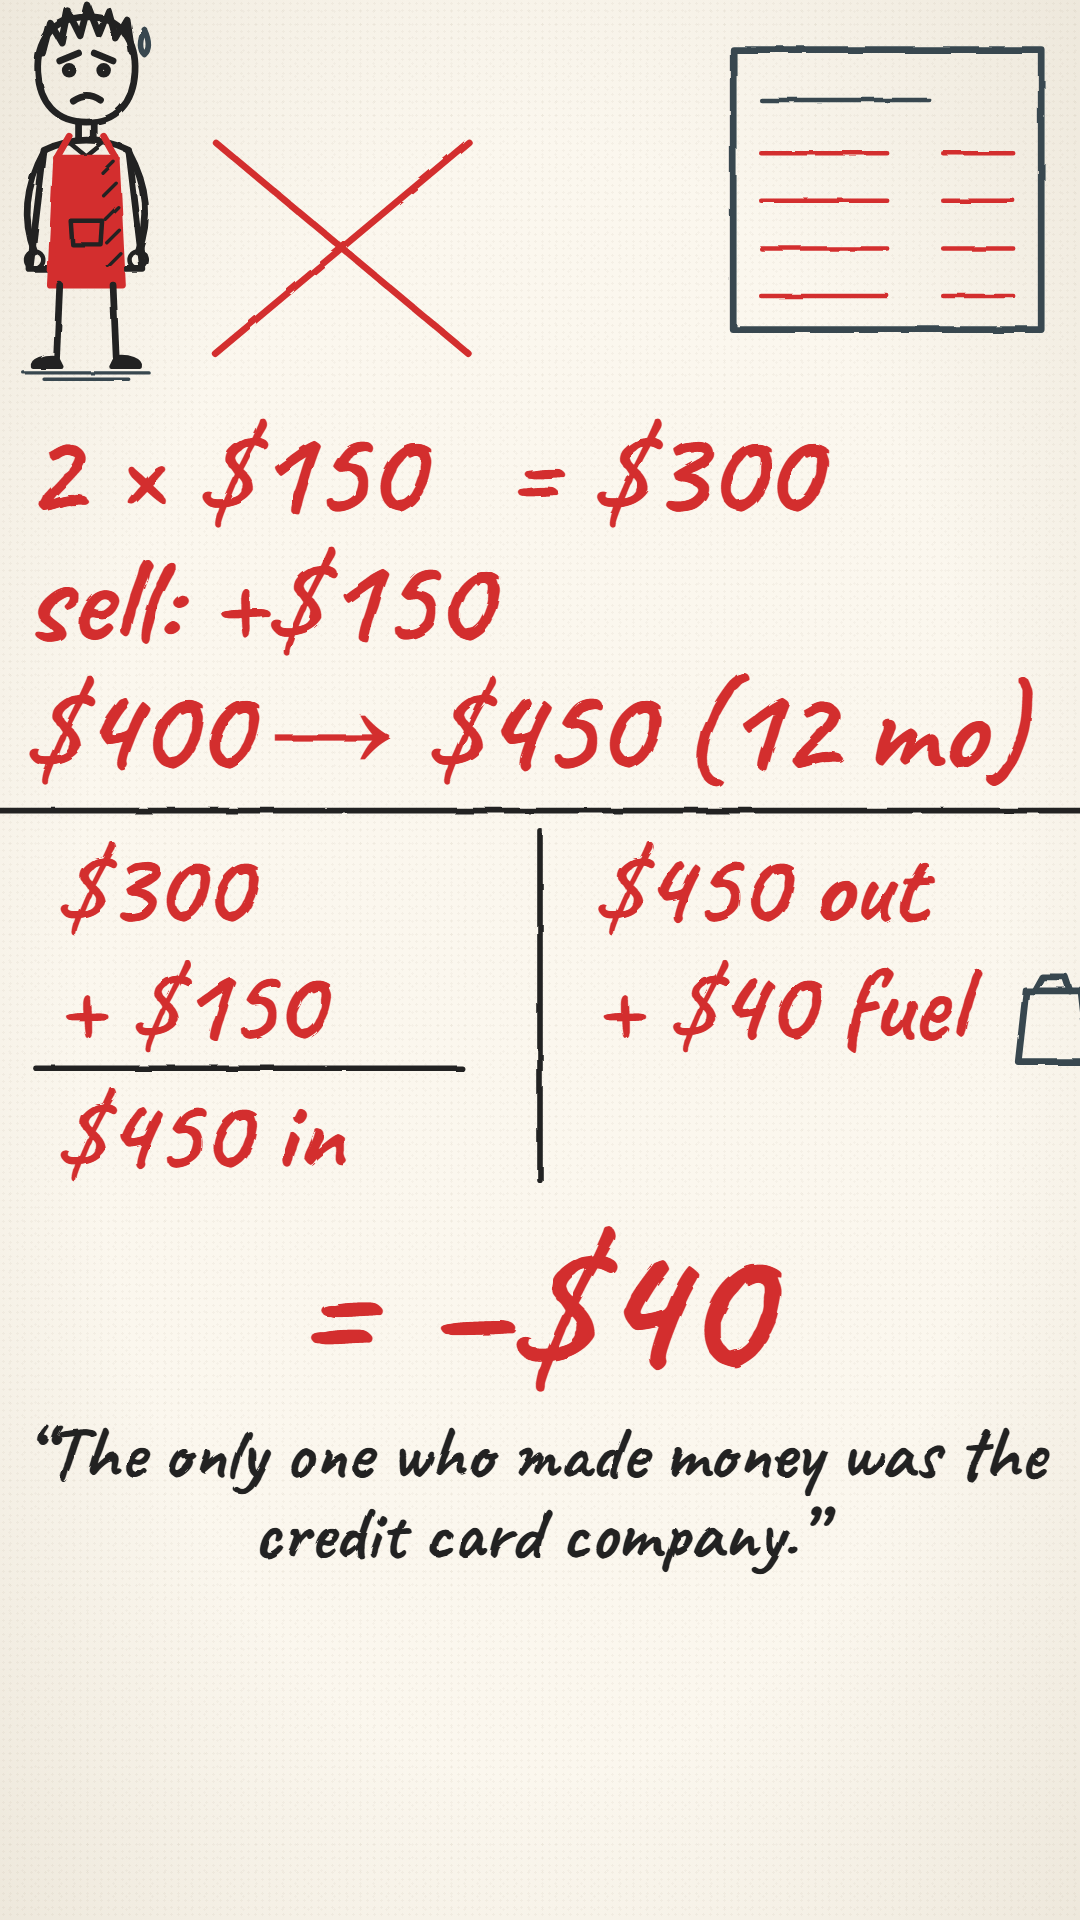 2 × $150 = $300
sell: +$150
$400 → $450 (12 mo)
$300
+ $150
$450 in
$450 out
+ $40 fuel
= –$40
“The only one who made money was the
credit card company.”